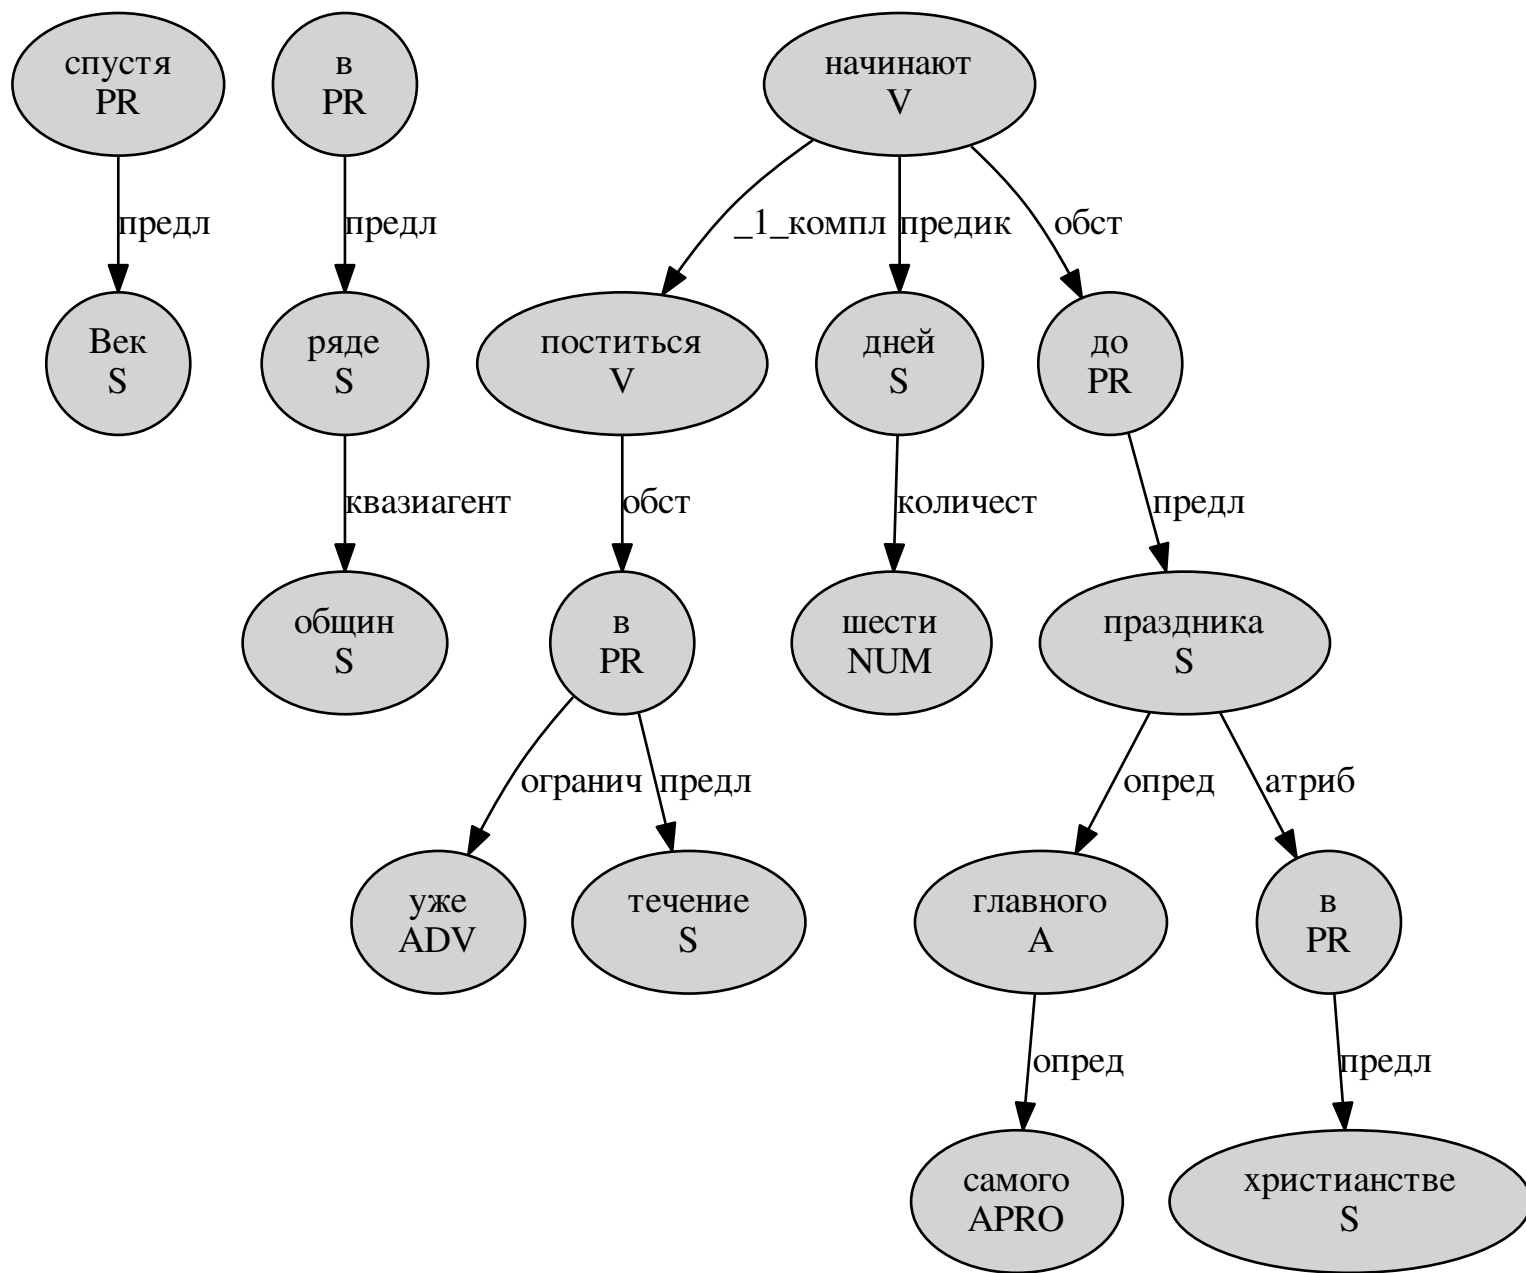 спустя
PR
в
PR
начинают
V
предл
предл
_1_компл
предик
обст
Век
S
ряде
S
поститься
V
дней
S
до
PR
квазиагент
обст
количест
предл
общин
S
в
PR
шести
NUM
праздника
S
огранич
предл
опред
атриб
уже
ADV
течение
S
главного
A
в
PR
опред
предл
самого
APRO
христианстве
S